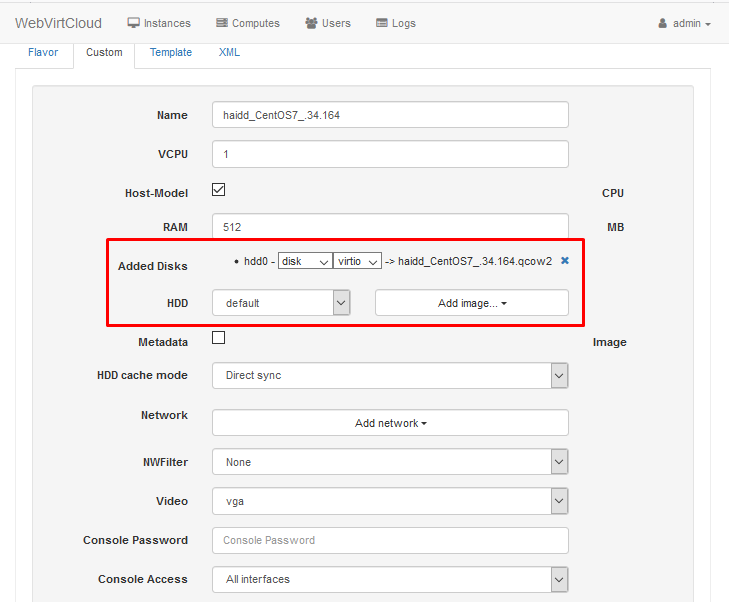 WebVirtCloud Instances Computes Users Logs admin
Flavor Custom Template XML
Name haidd_CentOS7_.34.164
VCPU 1
Host-Model CPU
RAM 512 MB
Added Disks • hdd0 - disk virtio -> haidd_CentOS7_.34.164.qcow2
HDD default Add image...
Metadata Image
HDD cache mode Direct sync
Network Add network
NWFilter None
Video vga
Console Password Console Password
Console Access All interfaces